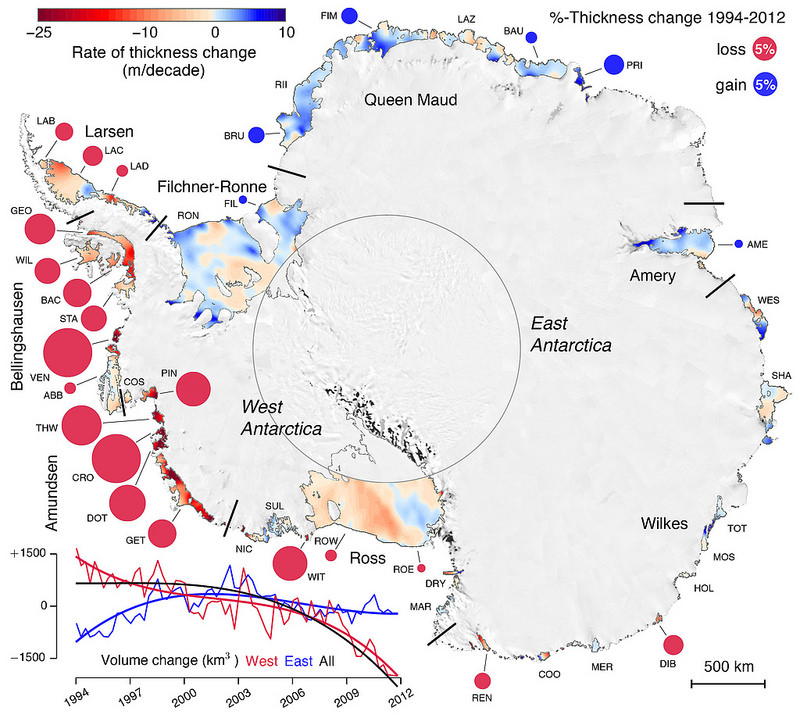 −25 −20 −10 0 10
Rate of thickness change
(m/decade)
%-Thickness change 1994-2012
loss 5%
gain 5%
FIM
LAZ
BAU
PRI
RII
Queen Maud
BRU
LAB
Larsen
LAC
LAD
Filchner-Ronne
FIL
RON
GEO
WIL
BAC
STA
Bellingshausen
VEN
ABB
COS
PIN
THW
CRO
DOT
GET
Amundsen
West
Antarctica
East
Antarctica
AME
Amery
WES
SHA
Wilkes
TOT
MOS
HOL
DIB
MER
COO
REN
MAR
DRY
ROE
Ross
ROW
WIT
SUL
NIC
500 km
+1500
0
−1500
Volume change (km³) West East All
1994 1997 2000 2003 2006 2009 2012